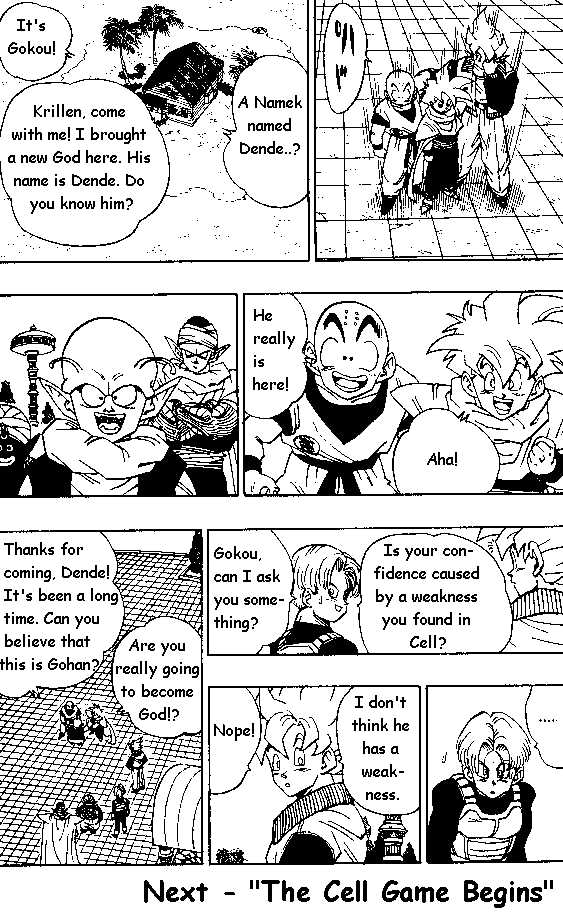 It's
Gokou!
Krillen, come
with me! I brought
a new God here. His
name is Dende. Do
you know him?
A Namek
named
Dende..?
He
really
is
here!
Aha!
Thanks for
coming, Dende!
It's been a long
time. Can you
believe that
this is Gohan?
Are you
really going
to become
God!?
Gokou,
can I ask
you some-
thing?
Is your con-
fidence caused
by a weakness
you found in
Cell?
Nope!
I don't
think he
has a
weak-
ness.
.....
Next - "The Cell Game Begins"